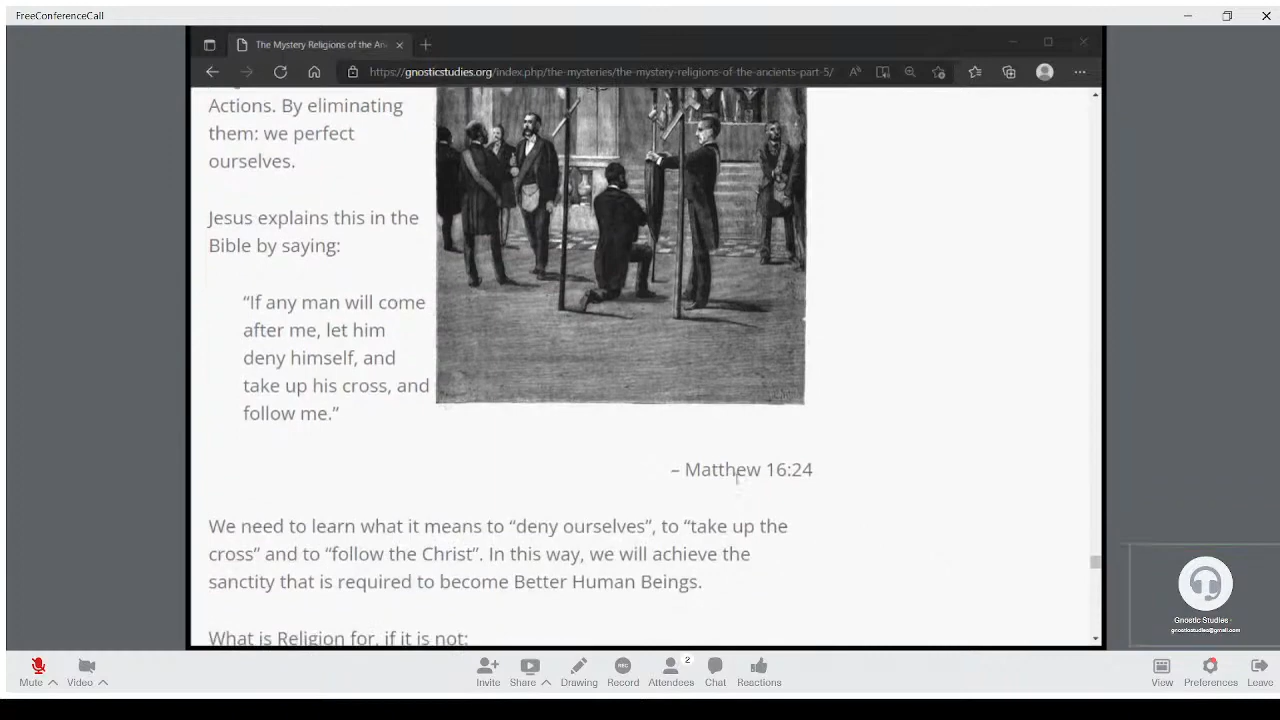 FreeConferenceCall
The Mystery Religions of the An
https://gnosticstudies.org/index.php/the-mysteries/the-mystery-religions-of-the-ancients-part-5/
Actions. By eliminating
them: we perfect
ourselves.
Jesus explains this in the
Bible by saying:
“If any man will come
after me, let him
deny himself, and
take up his cross, and
follow me.”
– Matthew 16:24
We need to learn what it means to “deny ourselves”, to “take up the
cross” and to “follow the Christ”. In this way, we will achieve the
sanctity that is required to become Better Human Beings.
What is Religion for, if it is not:
Gnostic Studies -
gnosticstudies@gmail.com
Mute Video Invite Share Drawing REC Record 2 Attendees Chat Reactions View Preferences Leave